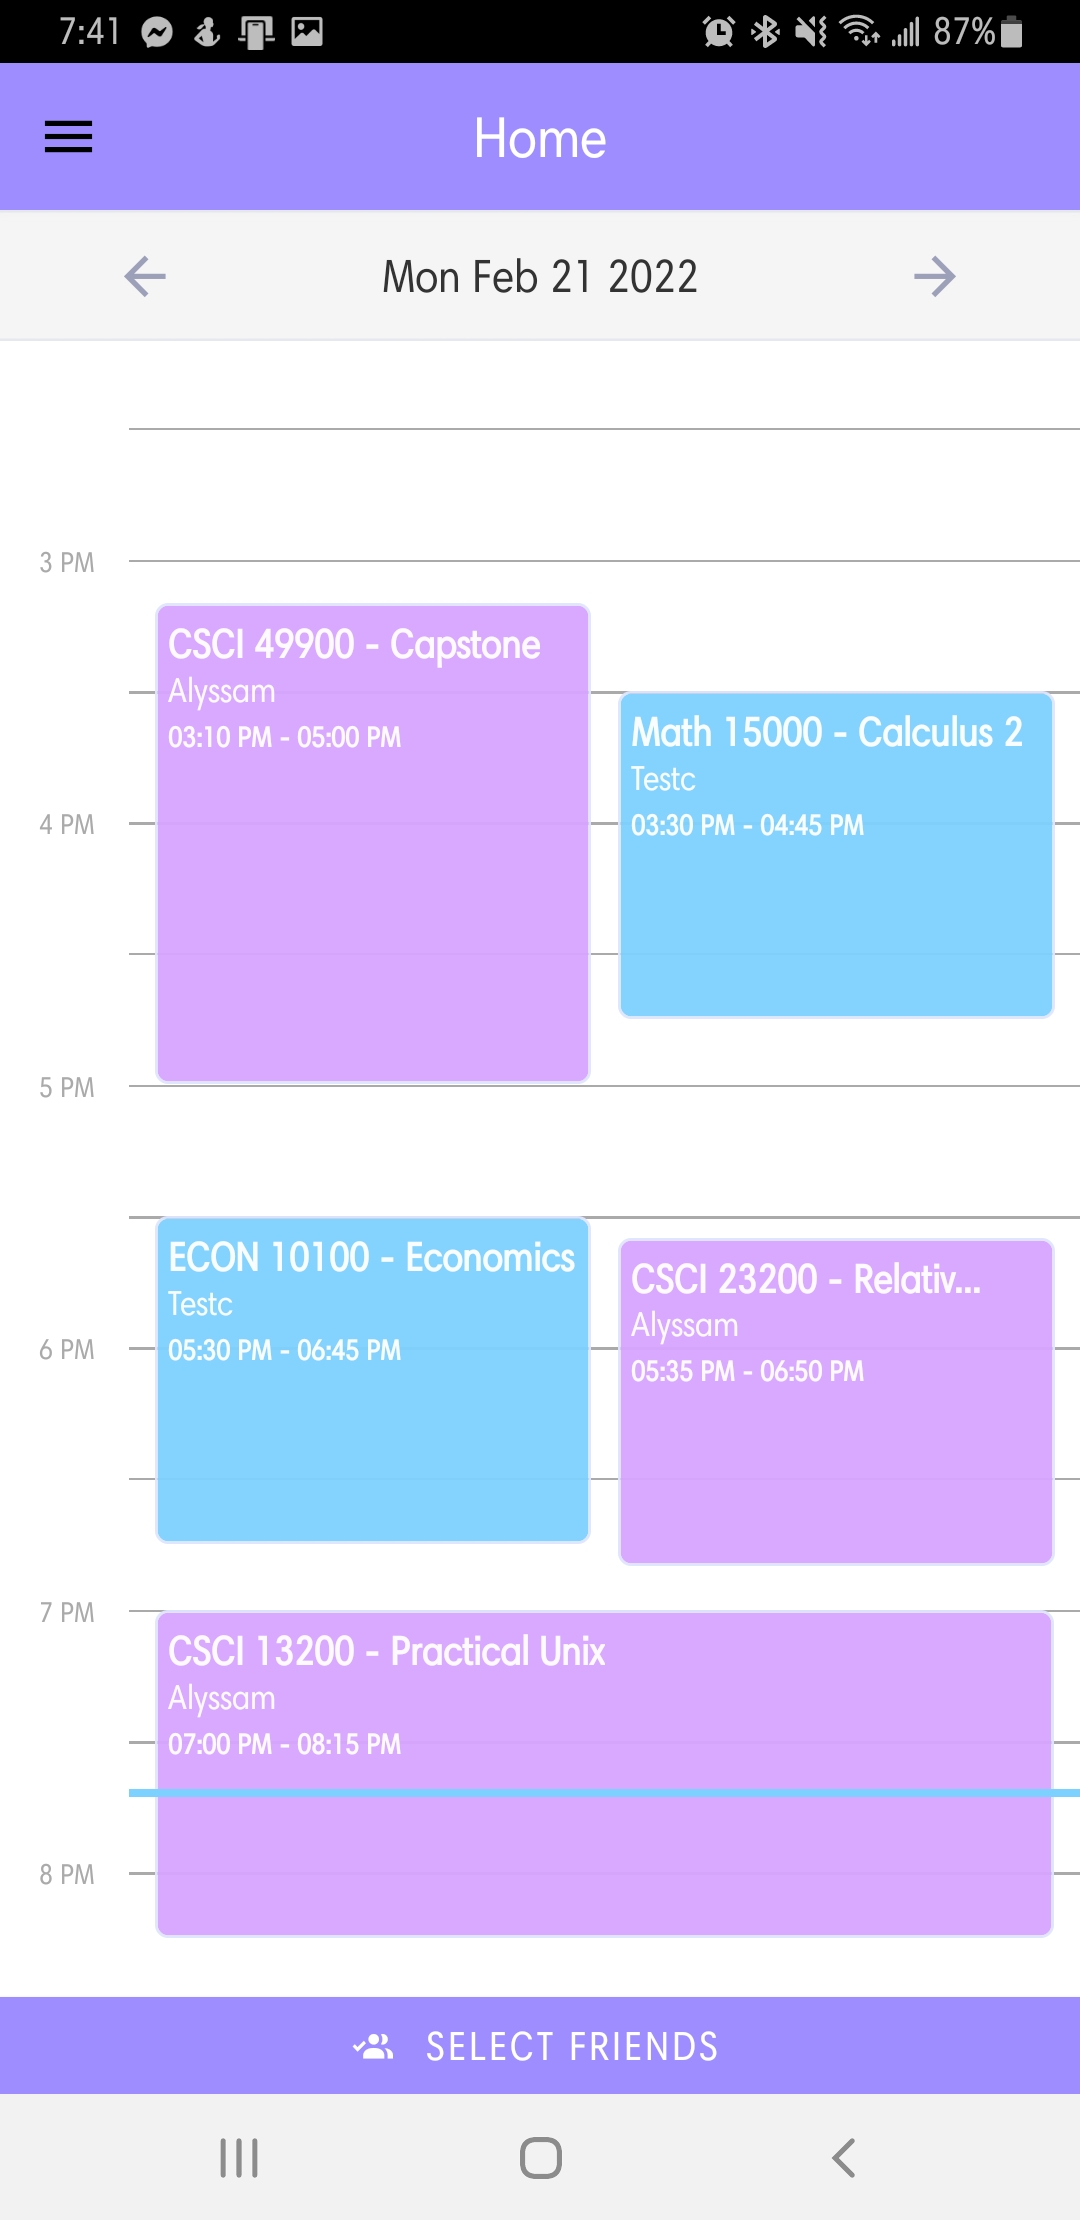 7:41
87%
Home
Mon Feb 21 2022
3 PM
CSCI 49900 - Capstone
Alyssam
03:10 PM - 05:00 PM
Math 15000 - Calculus 2
Testc
03:30 PM - 04:45 PM
4 PM
5 PM
ECON 10100 - Economics
Testc
05:30 PM - 06:45 PM
CSCI 23200 - Relativ...
Alyssam
05:35 PM - 06:50 PM
6 PM
7 PM
CSCI 13200 - Practical Unix
Alyssam
07:00 PM - 08:15 PM
8 PM
SELECT FRIENDS